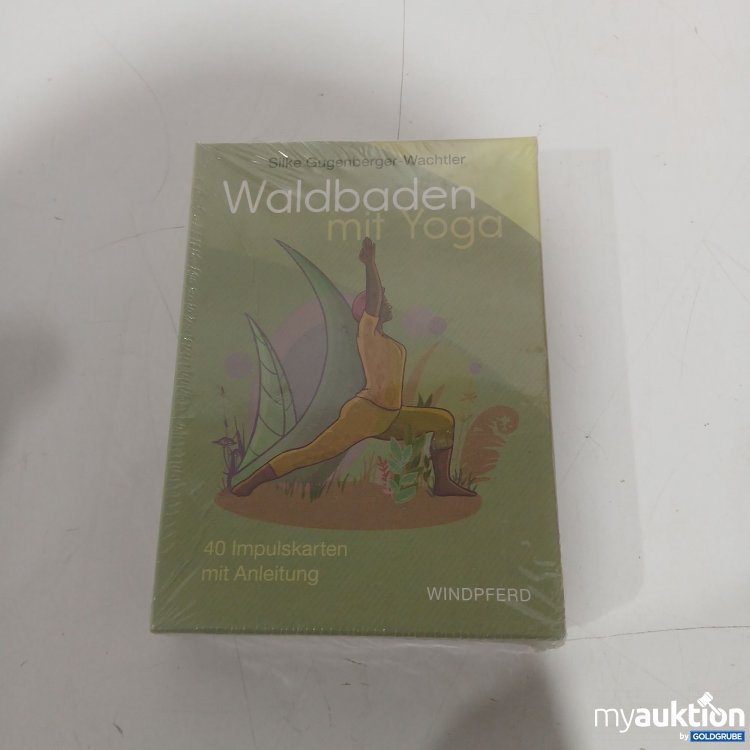 Silke Gugenberger-Wachtler
Waldbaden
mit Yoga
40 Impulskarten
mit Anleitung
WINDPFERD
myauktion
by GOLDGRUBE